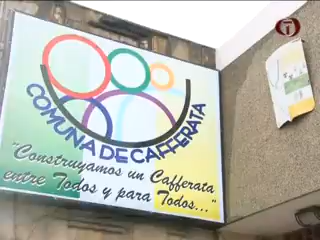 COMUNA DE CAFFERATA
"Construyamos un Cafferata
entre Todos y para Todos..."